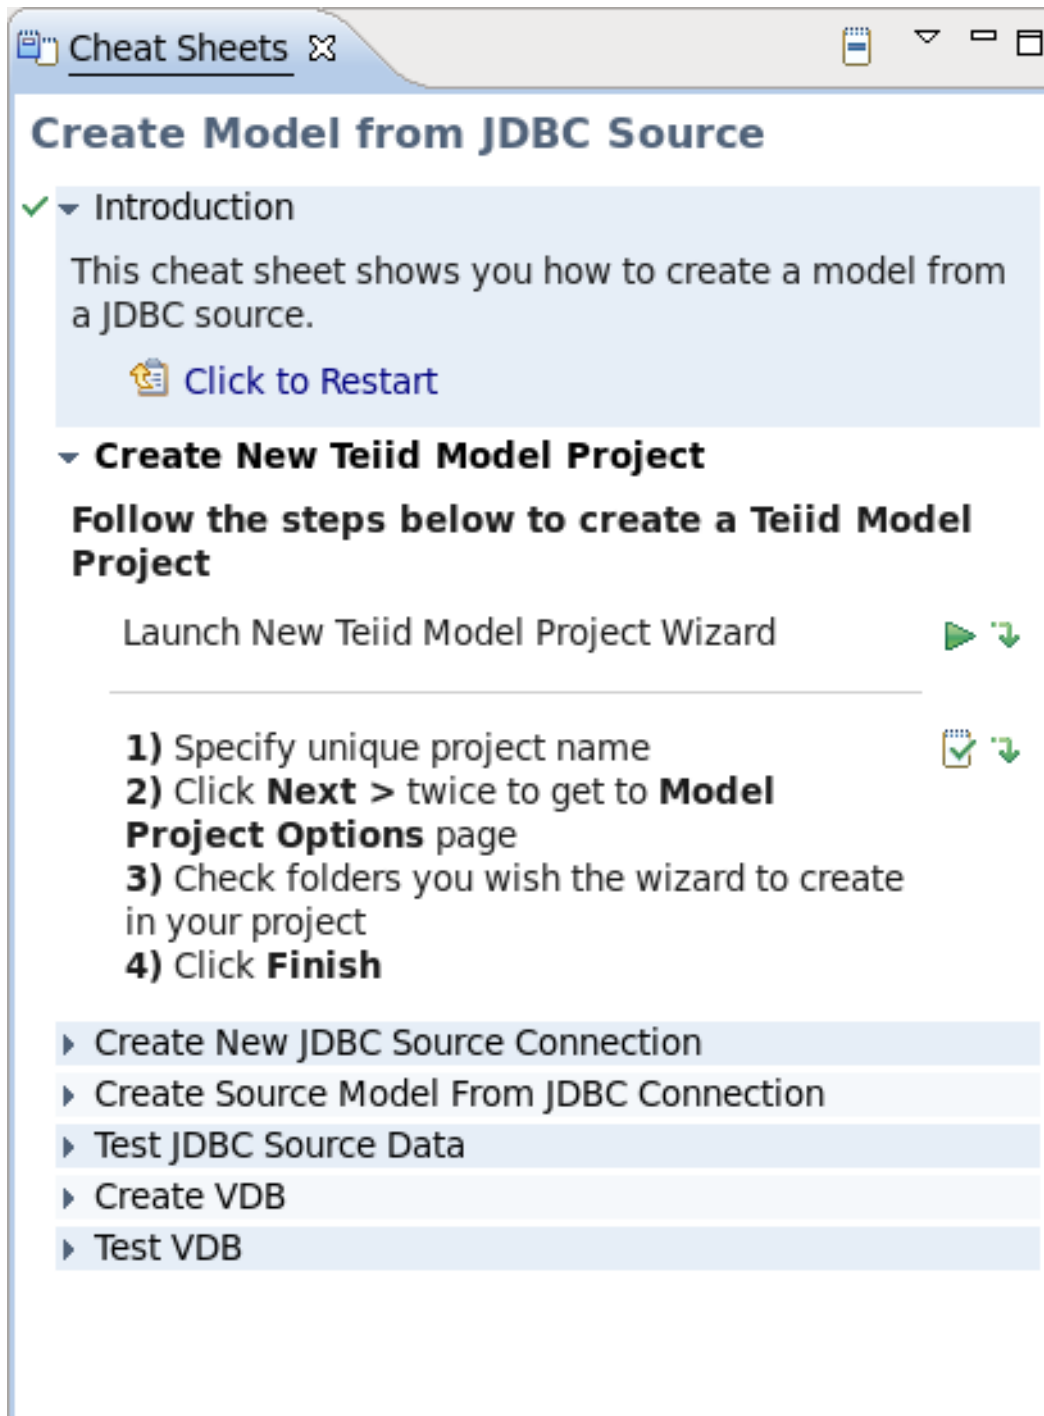 Cheat Sheets
Create Model from JDBC Source
Introduction
This cheat sheet shows you how to create a model from
a JDBC source.
Click to Restart
Create New Teiid Model Project
Follow the steps below to create a Teiid Model
Project
Launch New Teiid Model Project Wizard
1) Specify unique project name
2) Click Next > twice to get to Model
Project Options page
3) Check folders you wish the wizard to create
in your project
4) Click Finish
Create New JDBC Source Connection
Create Source Model From JDBC Connection
Test JDBC Source Data
Create VDB
Test VDB